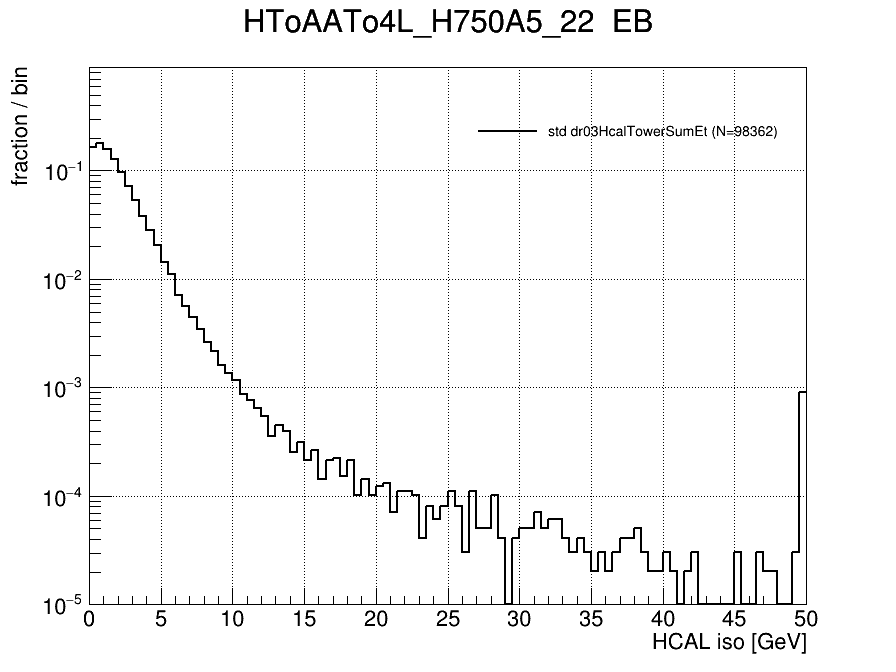 HToAATo4L_H750A5_22 EB
fraction / bin
std dr03HcalTowerSumEt (N=98362)
10⁻¹
10⁻²
10⁻³
10⁻⁴
10⁻⁵
0 5 10 15 20 25 30 35 40 45 50
HCAL iso [GeV]